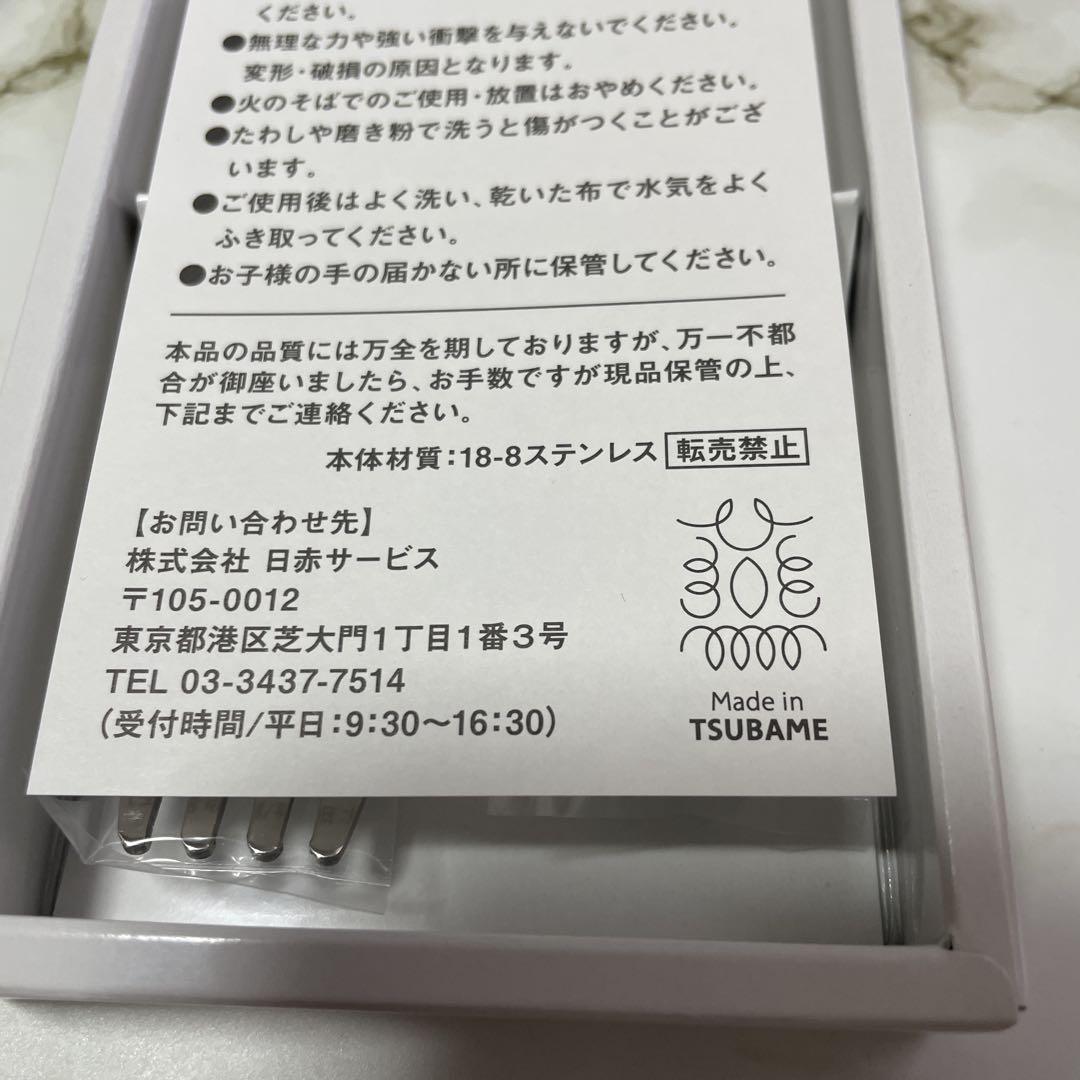 ください。
●無理な力や強い衝撃を与えないでください。
変形・破損の原因となります。
●火のそばでのご使用・放置はおやめください。
●たわしや磨き粉で洗うと傷がつくことがござ
います。
●ご使用後はよく洗い、乾いた布で水気をよく
ふき取ってください。
●お子様の手の届かない所に保管してください。
本品の品質には万全を期しておりますが、万一不都
合が御座いましたら、お手数ですが現品保管の上、
下記までご連絡ください。
本体材質:18-8ステンレス 転売禁止
【お問い合わせ先】
株式会社 日赤サービス
〒105-0012
東京都港区芝大門1丁目1番3号
TEL 03-3437-7514
(受付時間/平日:9:30〜16:30)
Made in
TSUBAME